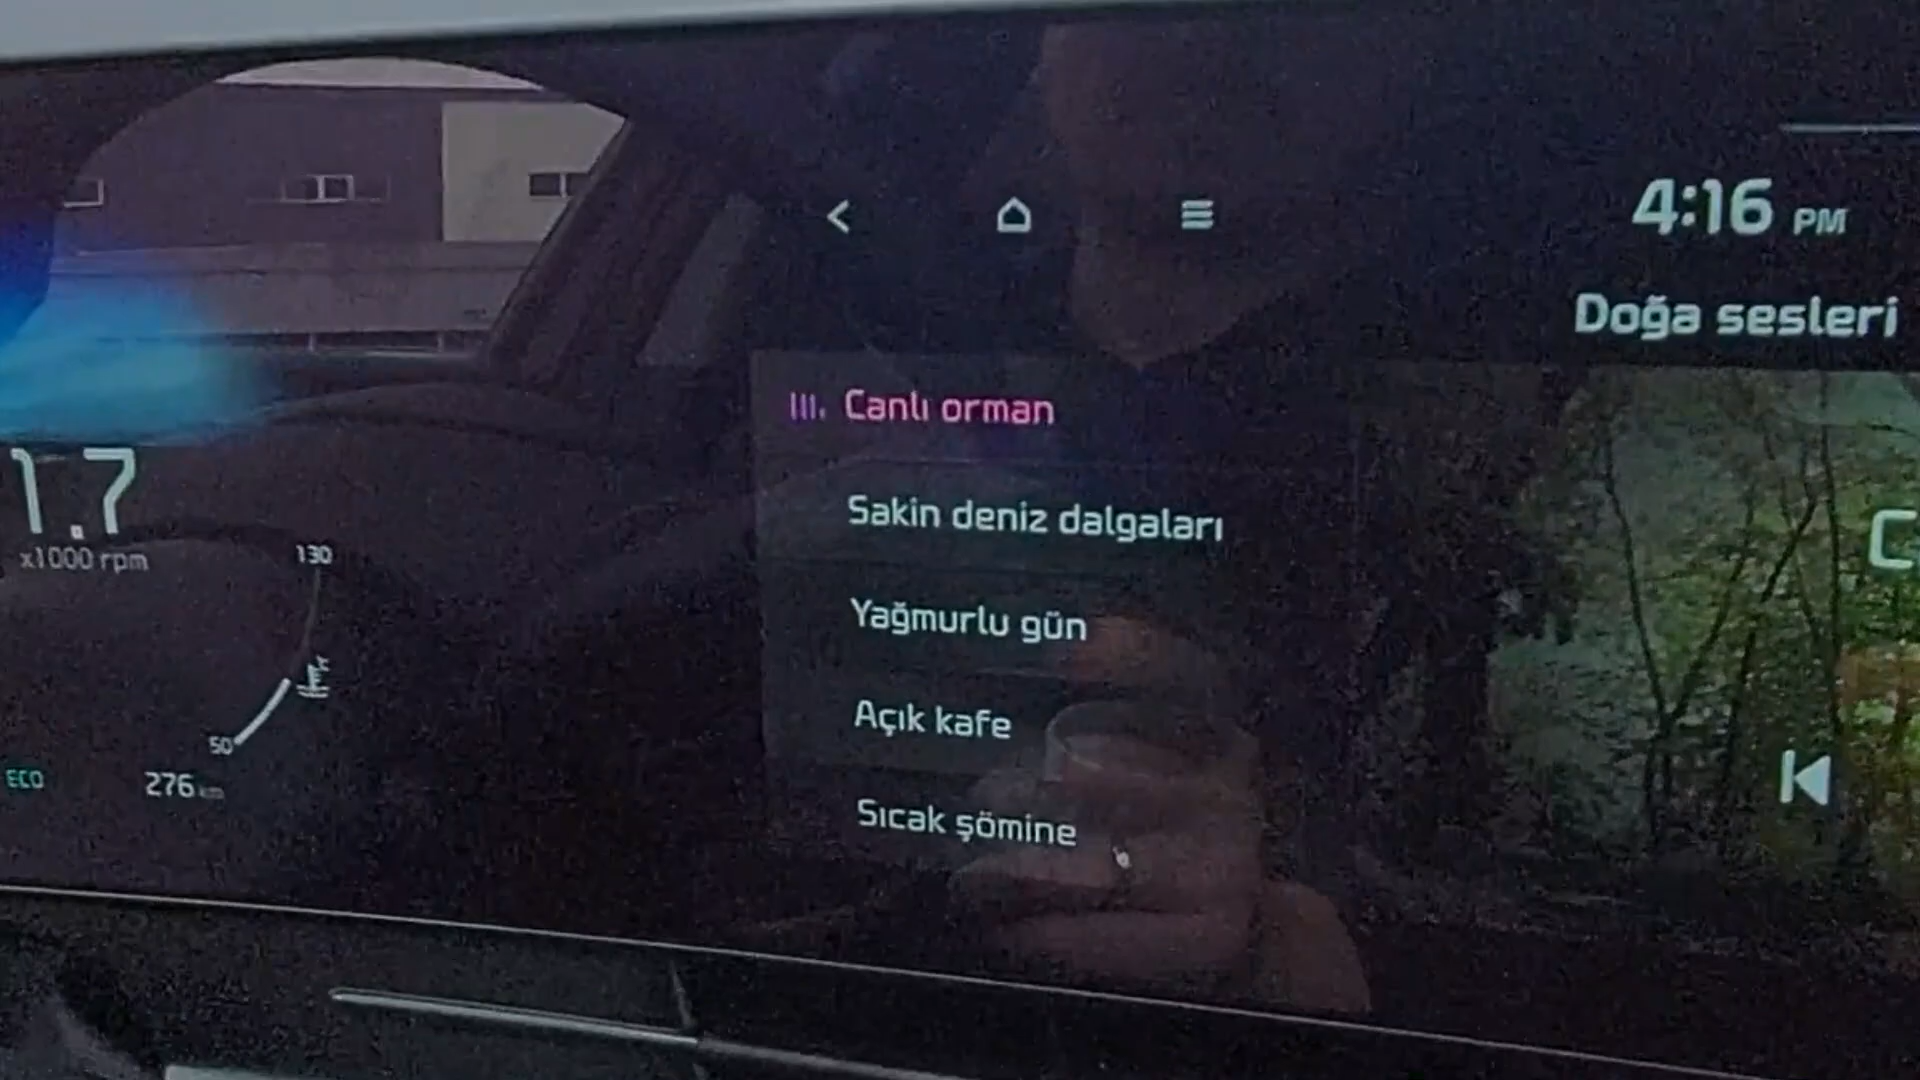 4:16 PM
Doğa sesleri
Canlı orman
Sakin deniz dalgaları
Yağmurlu gün
Açık kafe
Sıcak şömine
1.7
x1000 rpm
130
50
ECO
276 km